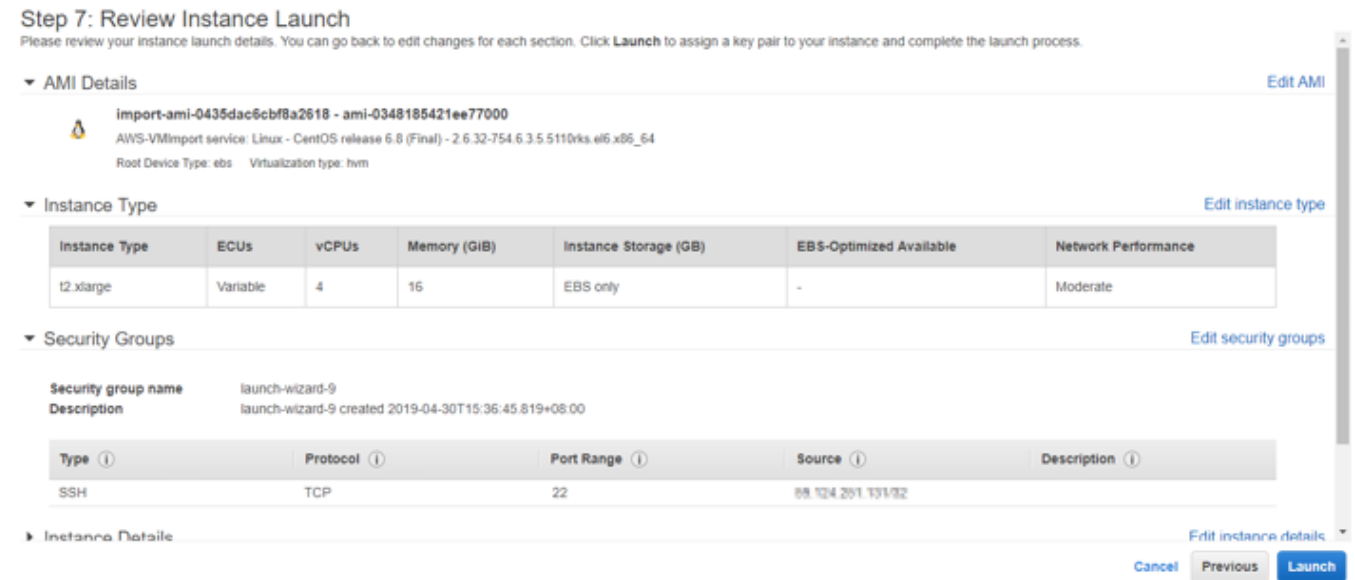 Step 7: Review Instance Launch
Please review your instance launch details. You can go back to edit changes for each section. Click Launch to assign a key pair to your instance and complete the launch process.
AMI Details Edit AMI
import-ami-0435dac6cbf8a2618 - ami-0348185421ee77000
AWS-VMImport service: Linux - CentOS release 6.8 (Final) - 2.6.32-754.6.3.5.5110rks.el6.x86_64
Root Device Type: ebs Virtualization type: hvm
Instance Type Edit instance type
Instance Type ECUs vCPUs Memory (GiB) Instance Storage (GB) EBS-Optimized Available Network Performance
t2.xlarge Variable 4 16 EBS only - Moderate
Security Groups Edit security groups
Security group name launch-wizard-9
Description launch-wizard-9 created 2019-04-30T15:36:45.819+08:00
Type Protocol Port Range Source Description
SSH TCP 22
Instance Details Edit instance details
Cancel Previous Launch